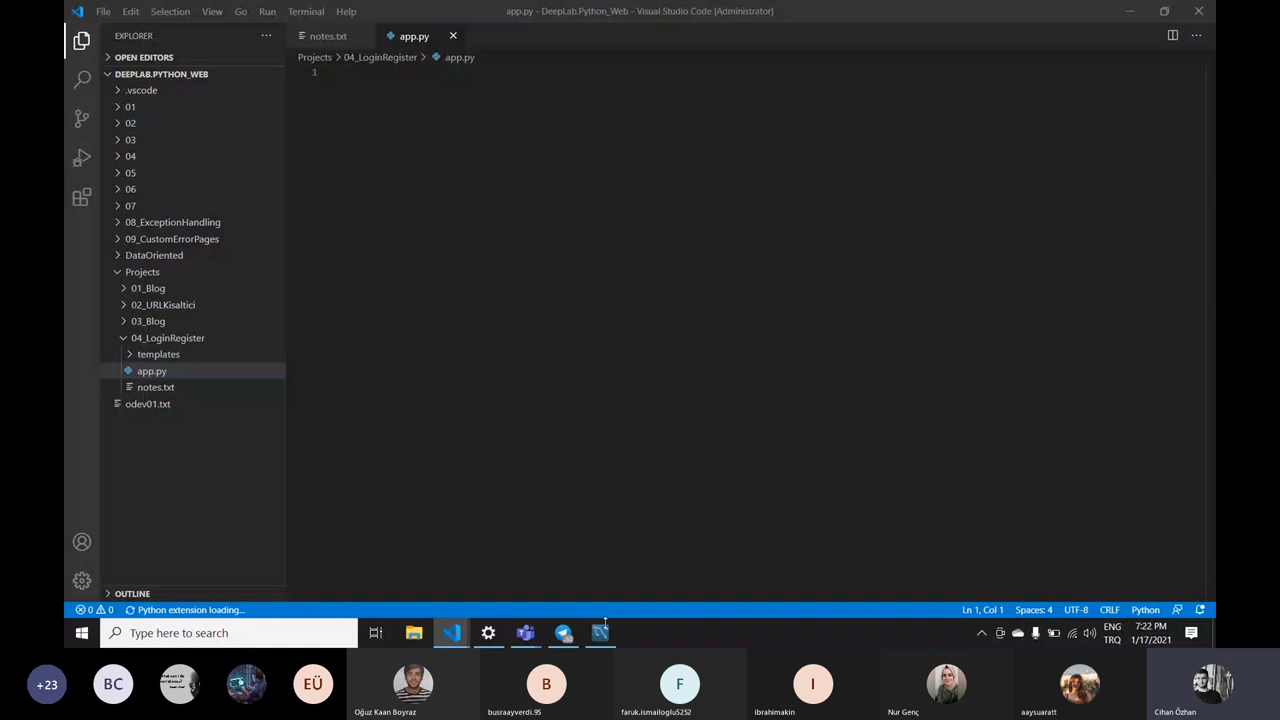 File Edit Selection View Go Run Terminal Help
app.py - DeepLab.Python_Web - Visual Studio Code [Administrator]
EXPLORER
notes.txt
app.py
OPEN EDITORS
Projects > 04_LoginRegister > app.py
DEEPLAB.PYTHON_WEB
1
.vscode
01
02
03
04
05
06
07
08_ExceptionHandling
09_CustomErrorPages
DataOriented
Projects
01_Blog
02_URLKisaltici
03_Blog
04_LoginRegister
templates
app.py
notes.txt
odev01.txt
OUTLINE
0 0 Python extension loading...
Ln 1, Col 1 Spaces: 4 UTF-8 CRLF Python
Type here to search
ENG
TRQ
7:22 PM
1/17/2021
+23
BC
EÜ
B
F
I
Oğuz Kaan Boyraz
busraayverdi.95
faruk.ismailoglu5252
ibrahimakin
Nur Genç
aaysuaratt
Cihan Özhan